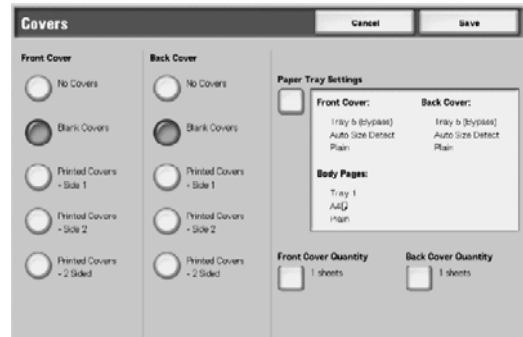 Covers
Cancel
Save
Front Cover
No Covers
Blank Covers
Printed Covers
- Side 1
Printed Covers
- Side 2
Printed Covers
- 2 Sided
Back Cover
No Covers
Blank Covers
Printed Covers
- Side 1
Printed Covers
- Side 2
Printed Covers
- 2 Sided
Paper Tray Settings
Front Cover:
Tray 5 (Bypass)
Auto Size Detect
Plain
Back Cover:
Tray 5 (Bypass)
Auto Size Detect
Plain
Body Pages:
Tray 1
A4
Plain
Front Cover Quantity
1 sheets
Back Cover Quantity
1 sheets